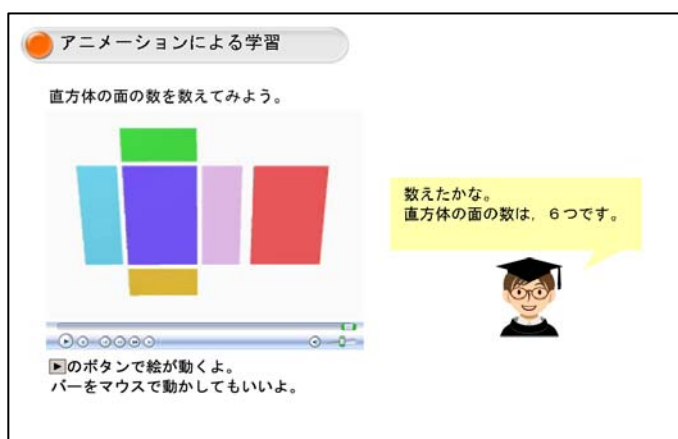 アニメーションによる学習
直方体の面の数を数えてみよう。
数えたかな。
直方体の面の数は，６つです。
▶のボタンで絵が動くよ。
バーをマウスで動かしてもいいよ。